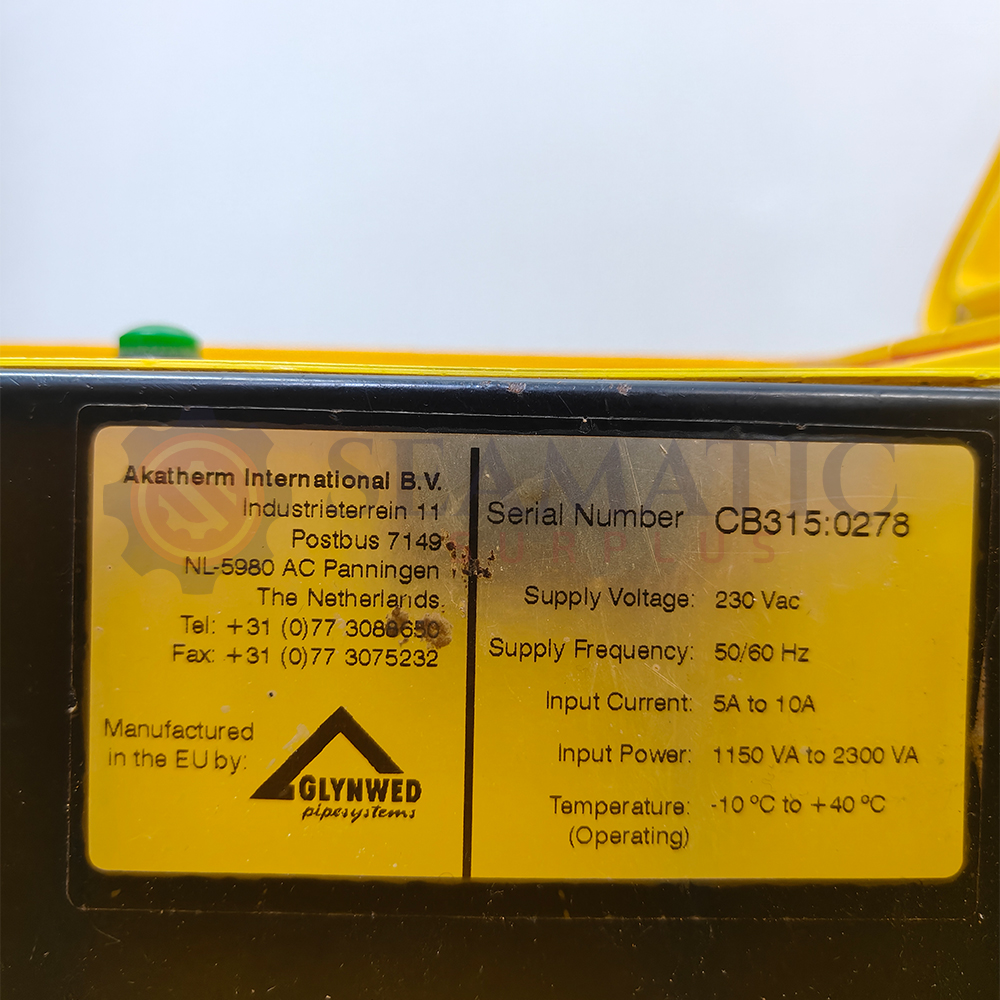 Akatherm International B.V.
Industrieterrein 11
Postbus 7149
NL-5980 AC Panningen
The Netherlands
Tel: +31 (0)77 3088650
Fax: +31 (0)77 3075232
Manufactured
in the EU by:
GLYNWED
pipesystems
Serial Number CB315:0278
Supply Voltage: 230 Vac
Supply Frequency: 50/60 Hz
Input Current: 5A to 10A
Input Power: 1150 VA to 2300 VA
Temperature: -10 ºC to +40 ºC
(Operating)
SEAMATIC
SURPLUS